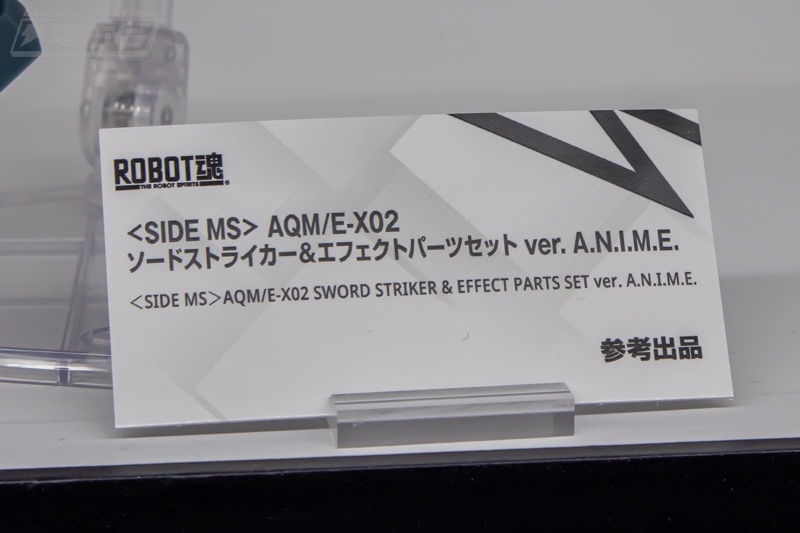 ROBOT魂
THE ROBOT SPIRITS
＜SIDE MS＞ AQM/E-X02
ソードストライカー&エフェクトパーツセット ver. A.N.I.M.E.
＜SIDE MS＞AQM/E-X02 SWORD STRIKER & EFFECT PARTS SET ver. A.N.I.M.E.
参考出品